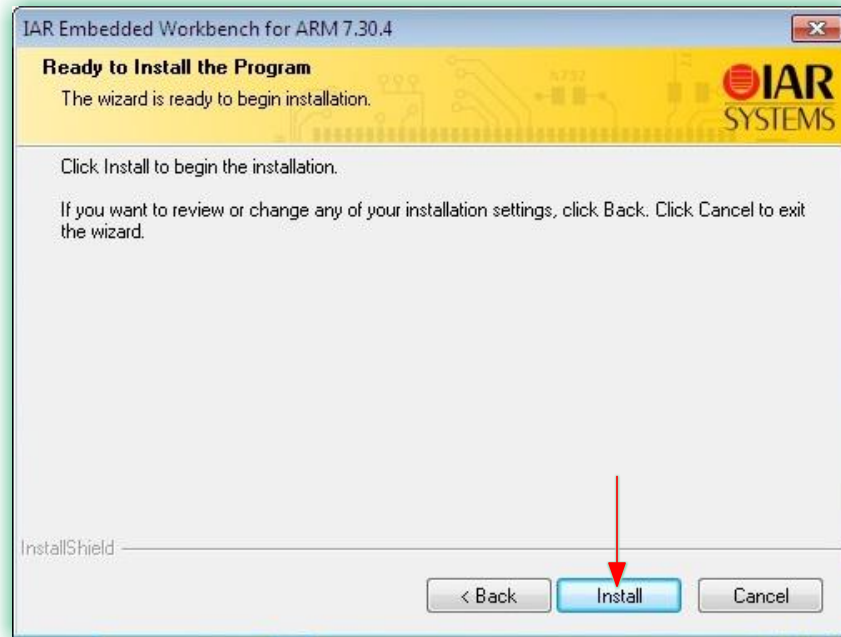 IAR Embedded Workbench for ARM 7.30.4
Ready to Install the Program
The wizard is ready to begin installation.
IAR
SYSTEMS
Click Install to begin the installation.
If you want to review or change any of your installation settings, click Back. Click Cancel to exit
the wizard.
InstallShield
< Back
Install
Cancel